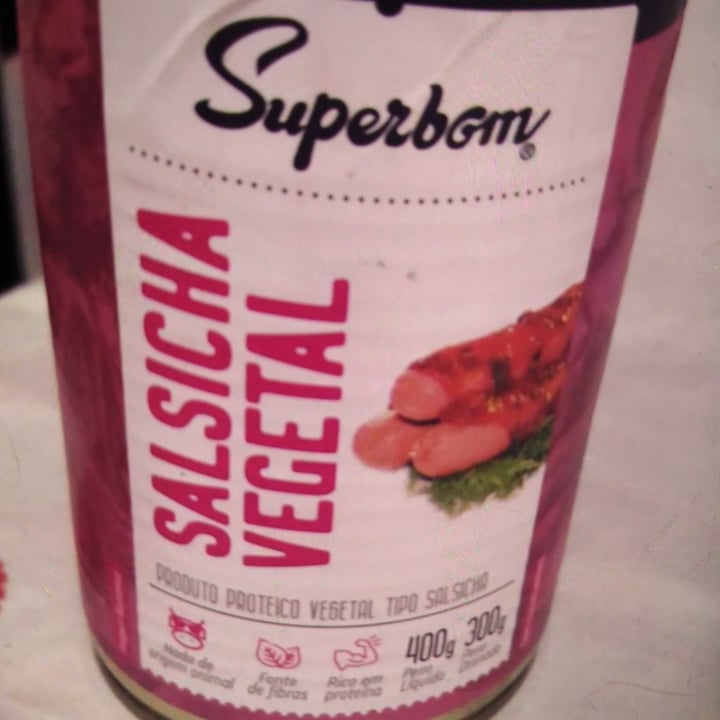 Superbom®
SALSICHA
VEGETAL
PRODUTO PROTEICO VEGETAL TIPO SALSICHA
Nada de
origem animal
Fonte
de fibras
Rico em
proteína
400g
Peso
Líquido
300g
Peso
Drenado